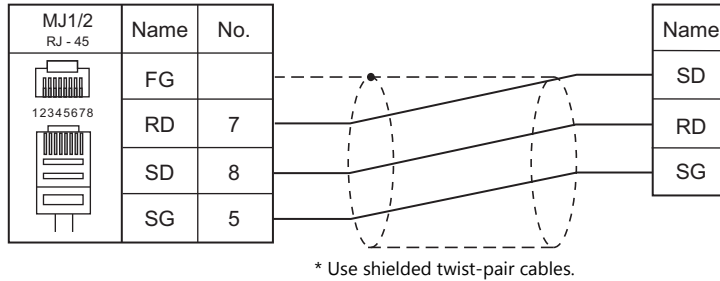 MJ1/2
RJ - 45
Name No.
Name
FG
SD
12345678
RD 7
RD
SD 8
SG
SG 5
* Use shielded twist-pair cables.